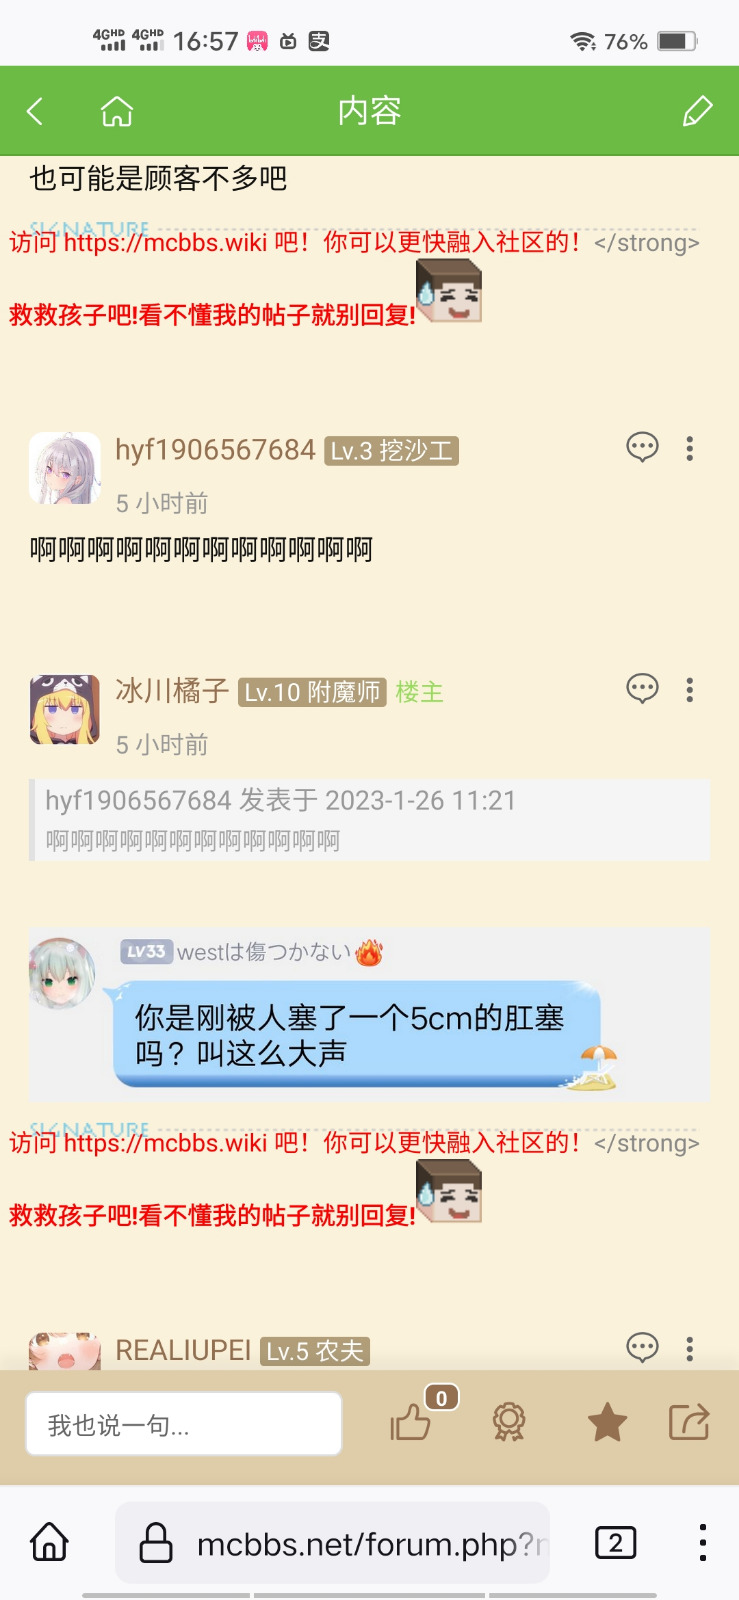 4GHD 4GHD 16:57 支 76%
内容
也可能是顾客不多吧
SIGNATURE
访问 https://mcbbs.wiki 吧！你可以更快融入社区的！</strong>
救救孩子吧!看不懂我的帖子就别回复!
hyf1906567684 Lv.3 挖沙工
5 小时前
啊啊啊啊啊啊啊啊啊啊啊啊
冰川橘子 Lv.10 附魔师 楼主
5 小时前
hyf1906567684 发表于 2023-1-26 11:21
啊啊啊啊啊啊啊啊啊啊啊啊
LV33 westは傷つかない
你是刚被人塞了一个5cm的肛塞
吗？叫这么大声
SIGNATURE
访问 https://mcbbs.wiki 吧！你可以更快融入社区的！</strong>
救救孩子吧!看不懂我的帖子就别回复!
REALIUPEI Lv.5 农夫
我也说一句... 0
mcbbs.net/forum.php? 2